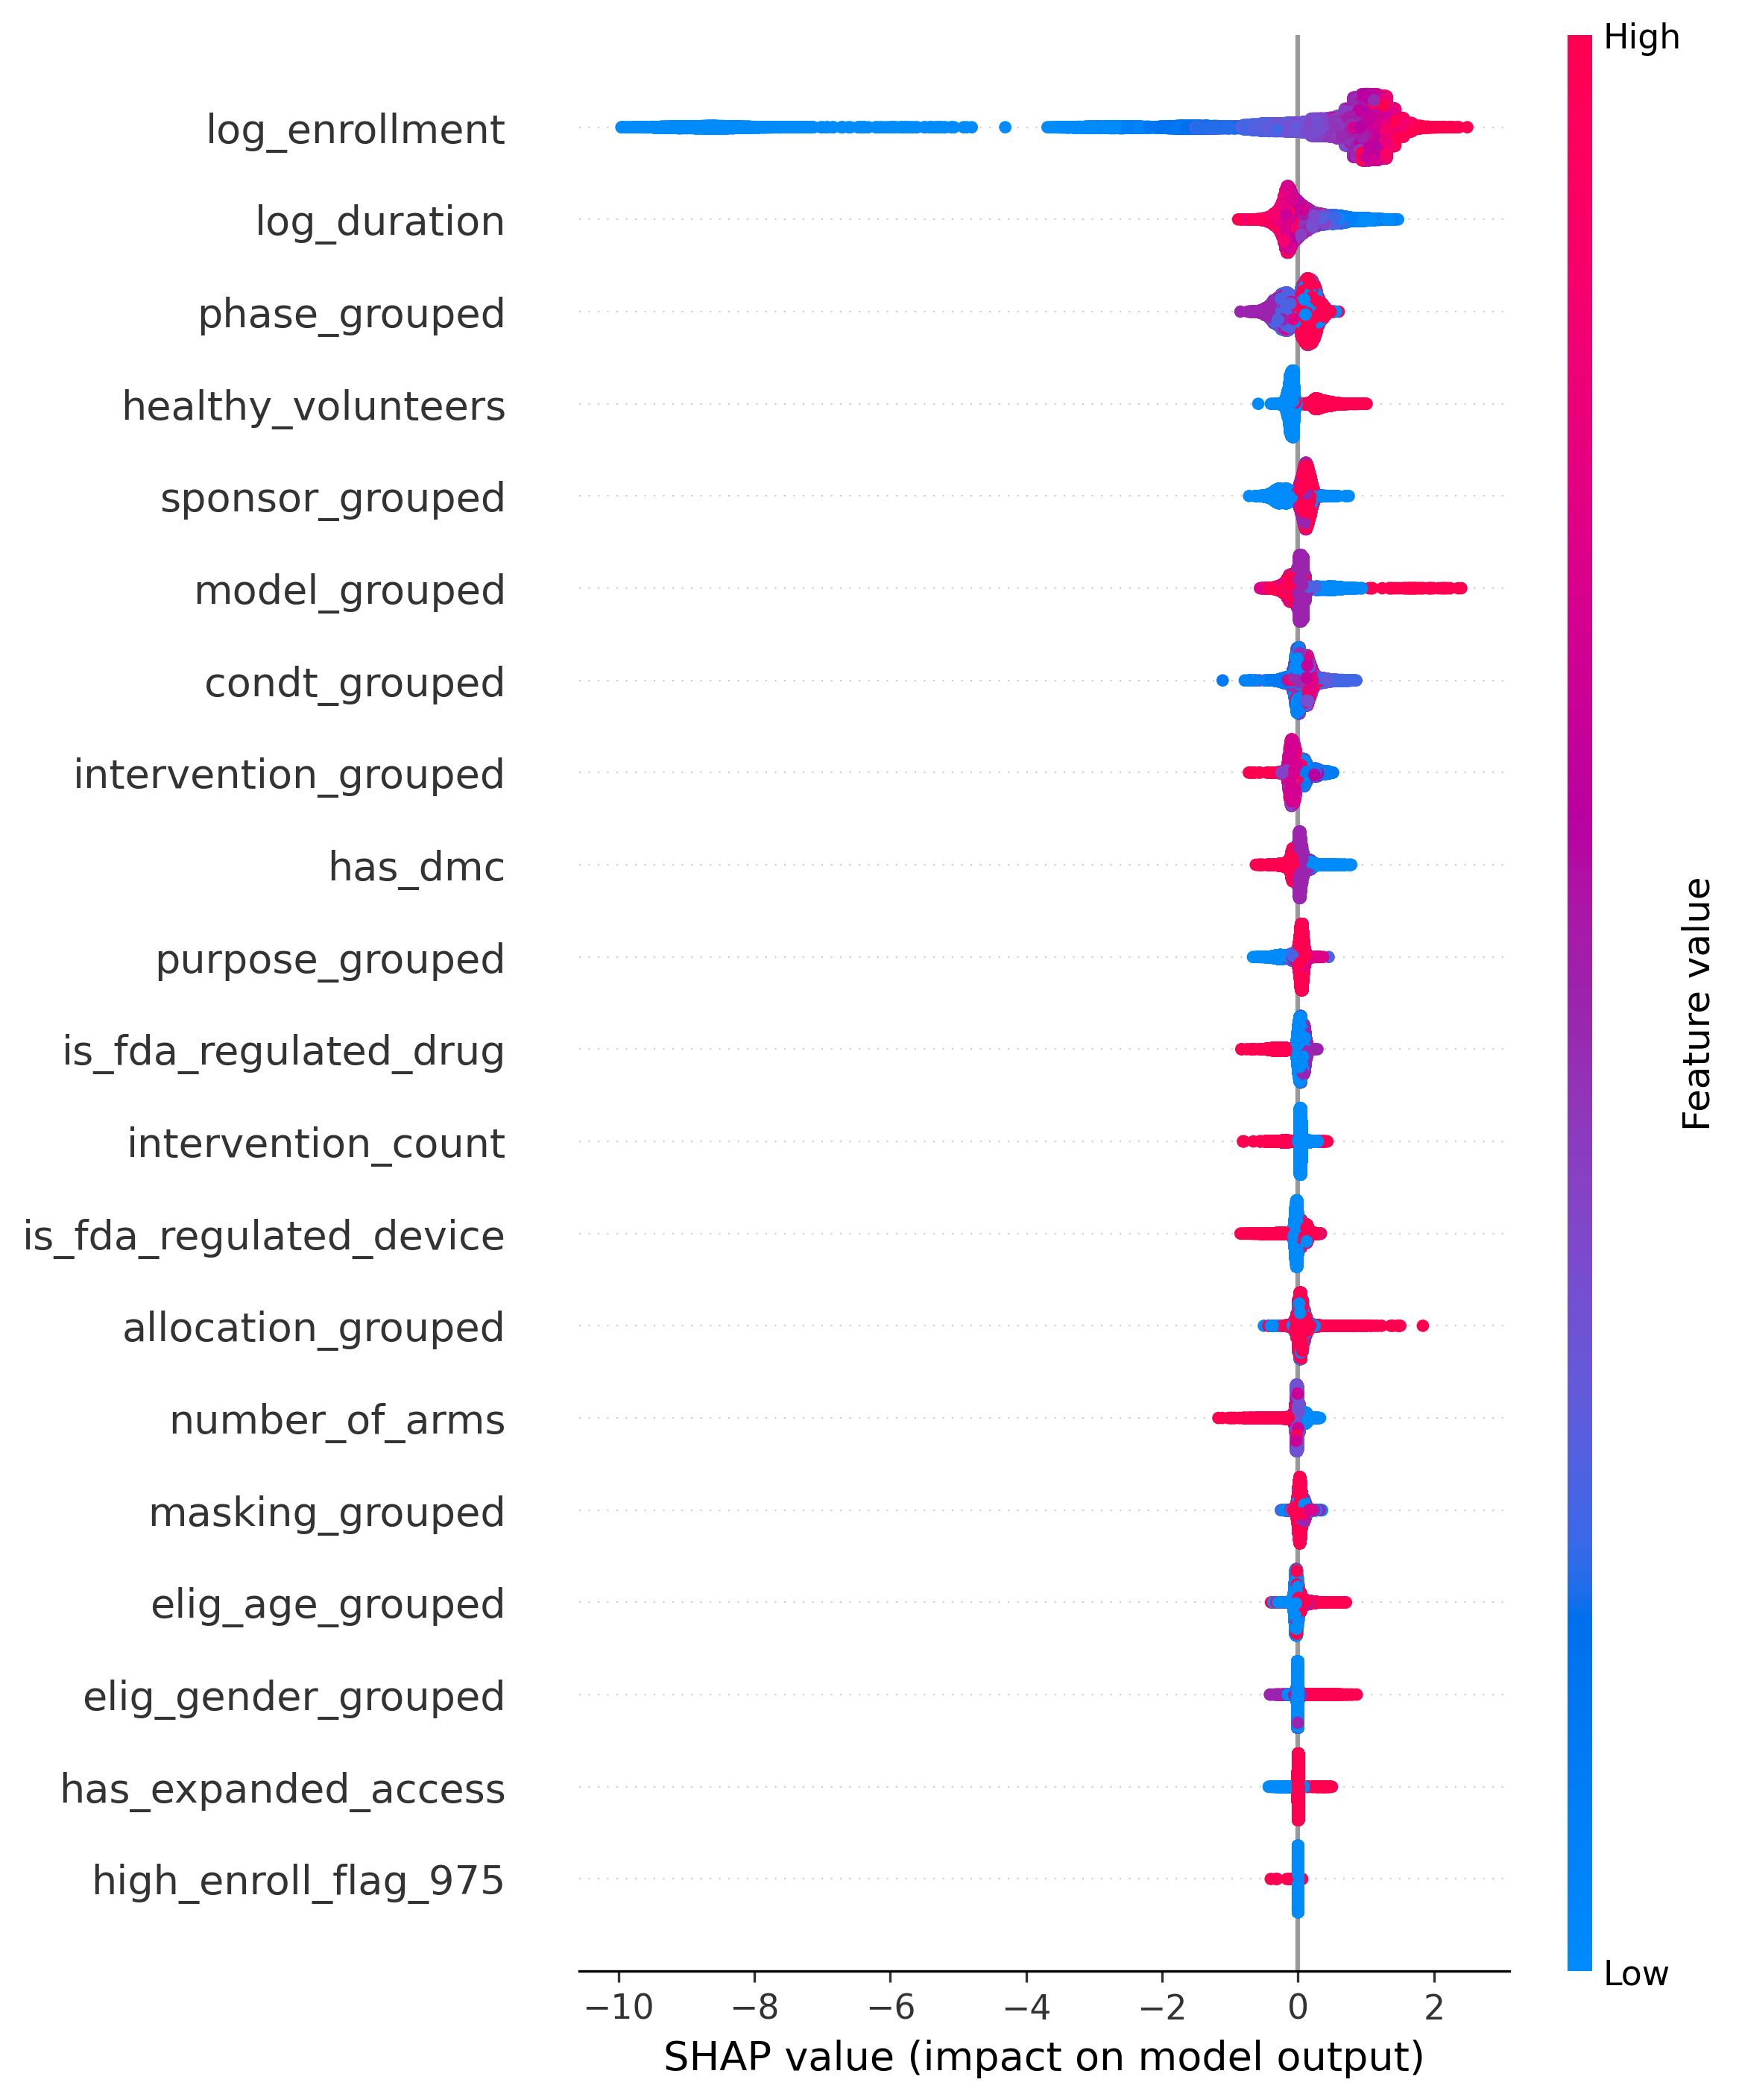 High
log_enrollment
log_duration
phase_grouped
healthy_volunteers
sponsor_grouped
model_grouped
condt_grouped
intervention_grouped
has_dmc
purpose_grouped
is_fda_regulated_drug
intervention_count
is_fda_regulated_device
allocation_grouped
number_of_arms
masking_grouped
elig_age_grouped
elig_gender_grouped
has_expanded_access
high_enroll_flag_975
Feature value
Low
−10 −8 −6 −4 −2 0 2
SHAP value (impact on model output)